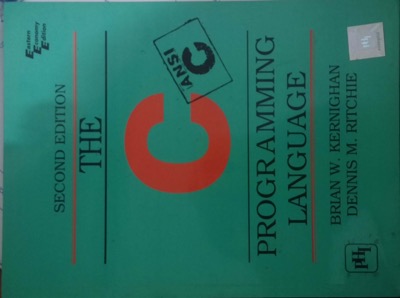 Eastern
Economy
Edition
SECOND EDITION
THE
C
ANSI C
PROGRAMMING
LANGUAGE
BRIAN W. KERNIGHAN
DENNIS M. RITCHIE
PHI